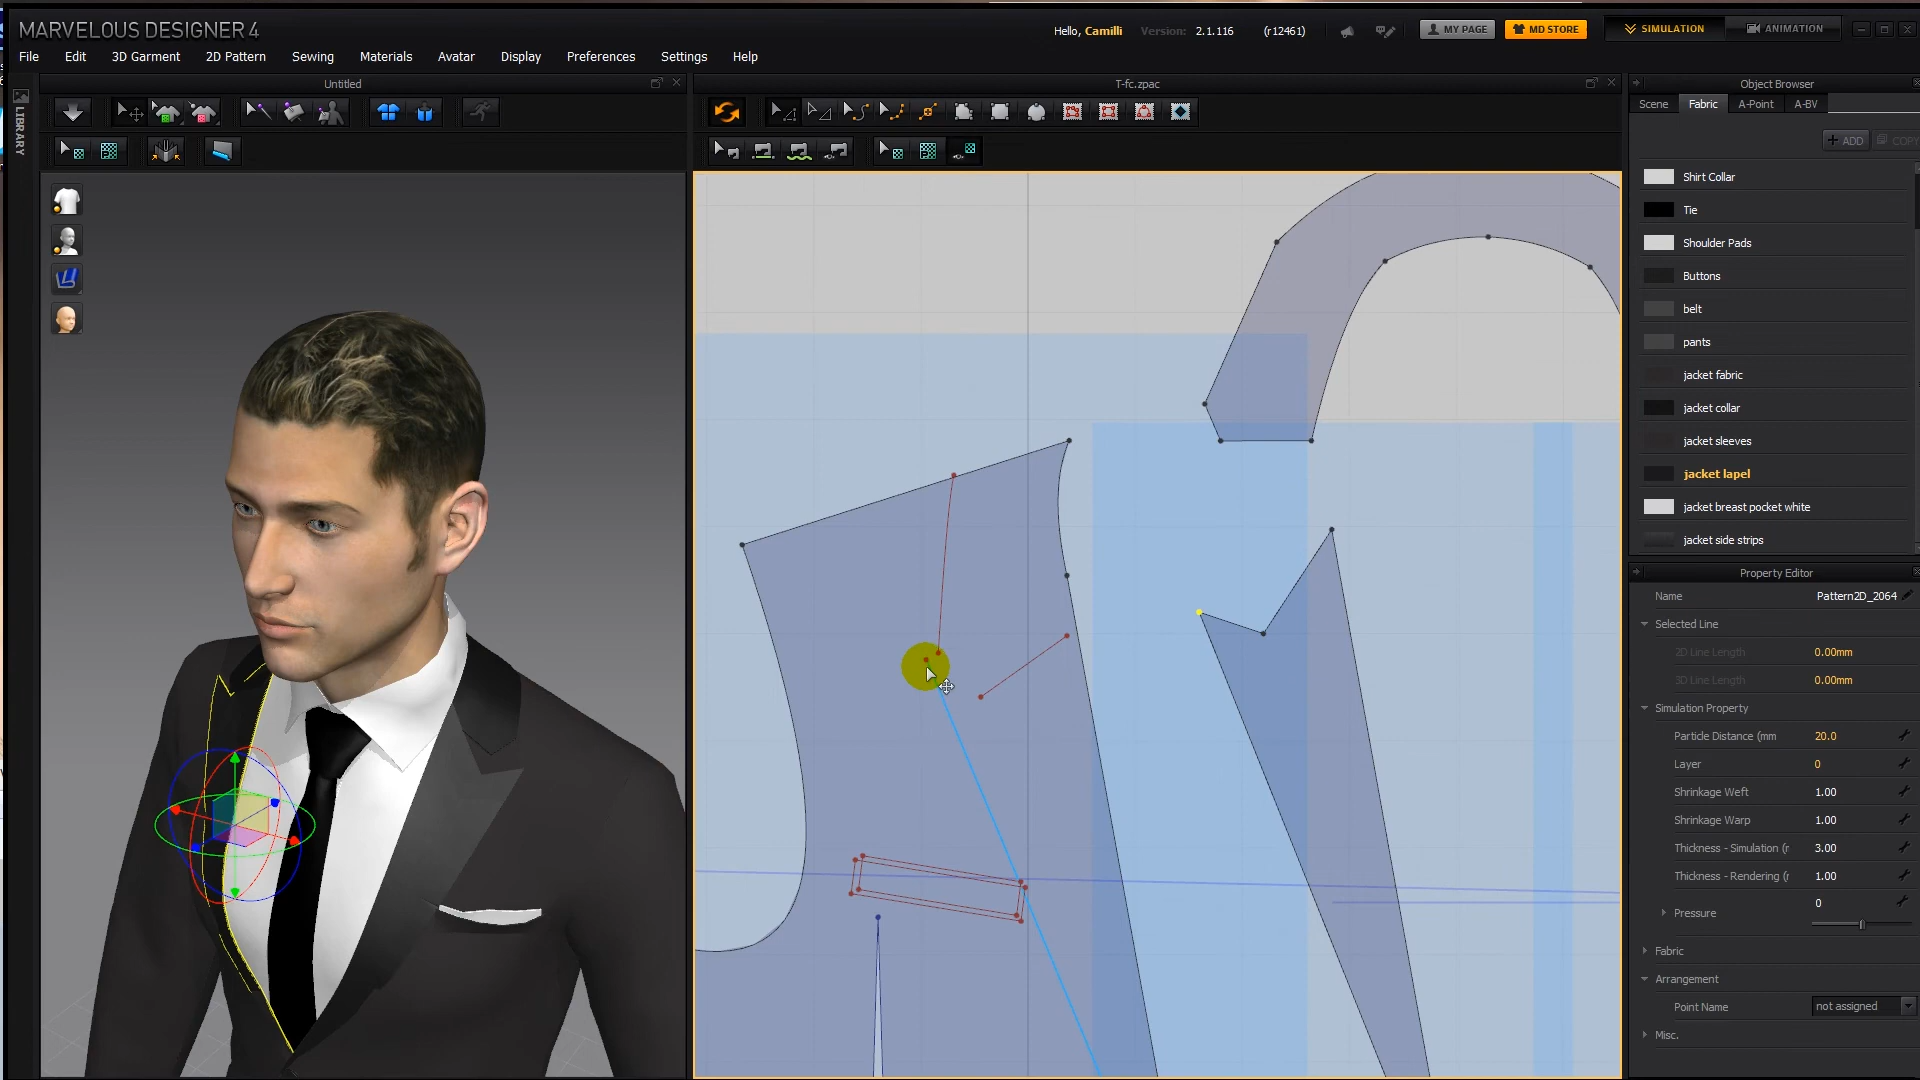 MARVELOUS DESIGNER 4
Hello, Camilli
Version: 2.1.116 (r12461)
MY PAGE
MD STORE
SIMULATION
ANIMATION
File Edit 3D Garment 2D Pattern Sewing Materials Avatar Display Preferences Settings Help
LIBRARY
Untitled
T-fc.zpac
Object Browser
Scene Fabric A-Point A-BV
+ ADD COPY
Shirt Collar
Tie
Shoulder Pads
Buttons
belt
pants
jacket fabric
jacket collar
jacket sleeves
jacket lapel
jacket breast pocket white
jacket side strips
Property Editor
Name Pattern2D_2064
Selected Line
2D Line Length 0.00mm
3D Line Length 0.00mm
Simulation Property
Particle Distance (mm 20.0
Layer 0
Shrinkage Weft 1.00
Shrinkage Warp 1.00
Thickness - Simulation (r 3.00
Thickness - Rendering (r 1.00
Pressure 0
Fabric
Arrangement
Point Name not assigned
Misc.